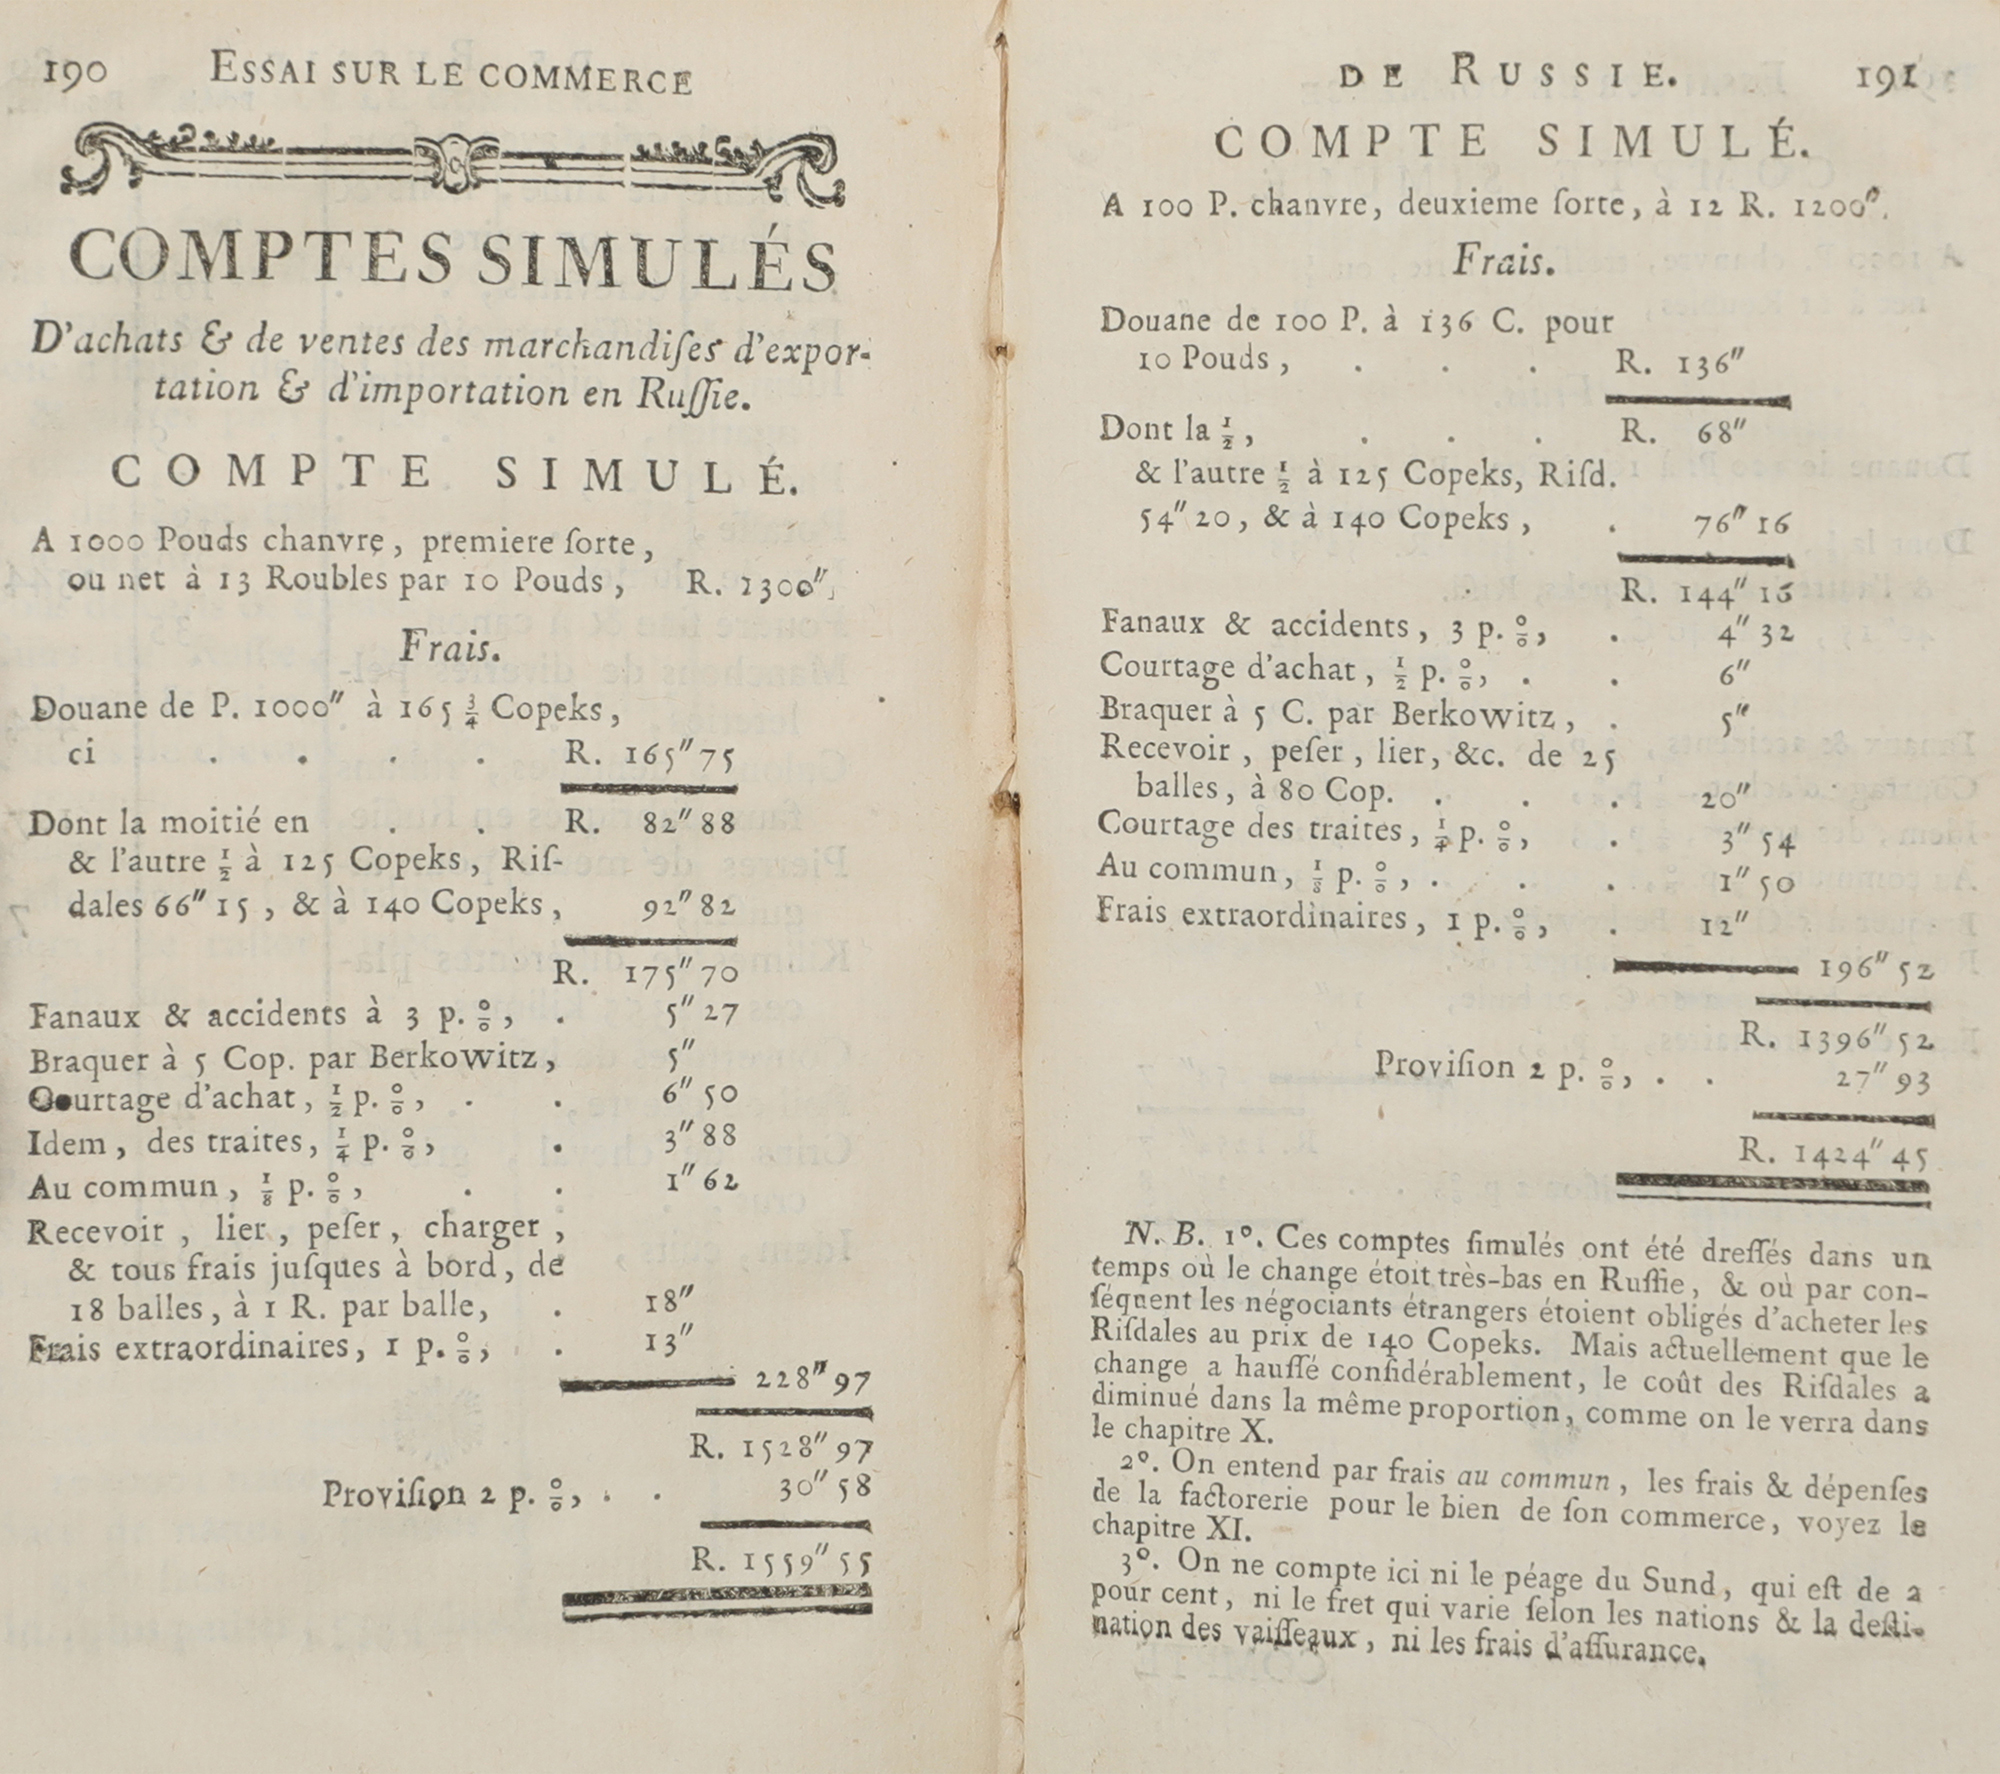 190 ESSAI SUR LE COMMERCE
COMPTES SIMULÉS
D'achats & de ventes des marchandiſes d'expor-
tation & d'importation en Ruſſie.
COMPTE SIMULÉ.
A 1000 Pouds chanvre, premiere ſorte,
ou net à 13 Roubles par 10 Pouds, R. 1300″,
Frais.
Douane de P. 1000″ à 165 3/4 Copeks,
ci . . . . R. 165″75
Dont la moitié en . . R. 82″88
& l'autre 1/2 à 125 Copeks, Riſ-
dales 66″15, & à 140 Copeks, 92″82
R. 175″70
Fanaux & accidents à 3 p. %, . 5″27
Braquer à 5 Cop. par Berkowitz, 5″
Courtage d'achat, 1/2 p. %, . . 6″50
Idem, des traites, 1/4 p. %, . 3″88
Au commun, 1/8 p. %, . . 1″62
Recevoir, lier, peſer, charger,
& tous frais juſques à bord, de
18 balles, à 1 R. par balle, . 18″
Frais extraordinaires, 1 p. %, . 13″
228″97
R. 1528″97
Proviſion 2 p. %, . . 30″58
R. 1559″55
DE RUSSIE. 191
COMPTE SIMULÉ.
A 100 P. chanvre, deuxieme ſorte, à 12 R. 1200″.
Frais.
Douane de 100 P. à 136 C. pour
10 Pouds, . . . R. 136″
Dont la 1/2, . . . R. 68″
& l'autre 1/2 à 125 Copeks, Riſd.
54″20, & à 140 Copeks, . 76″16
R. 144″16
Fanaux & accidents, 3 p. %, . 4″32
Courtage d'achat, 1/2 p. %, . . 6″
Braquer à 5 C. par Berkowitz, . 5″
Recevoir, peſer, lier, &c. de 25
balles, à 80 Cop. . . . 20″
Courtage des traites, 1/4 p. %, . 3″54
Au commun, 1/8 p. %, . . . 1″50
Frais extraordinaires, 1 p. %, . 12″
196″52
R. 1396″52
Proviſion 2 p. %, . . 27″93
R. 1424″45
N. B. 1°. Ces comptes ſimulés ont été dreſſés dans un
temps où le change étoit très-bas en Ruſſie, & où par con-
ſéquent les négociants étrangers étoient obligés d'acheter les
Riſdales au prix de 140 Copeks. Mais actuellement que le
change a hauſſé conſidérablement, le coût des Riſdales a
diminué dans la même proportion, comme on le verra dans
le chapitre X.
2°. On entend par frais au commun, les frais & dépenſes
de la factorerie pour le bien de ſon commerce, voyez le
chapitre XI.
3°. On ne compte ici ni le péage du Sund, qui eſt de 2
pour cent, ni le fret qui varie ſelon les nations & la deſti-
nation des vaiſſeaux, ni les frais d'aſſurance.